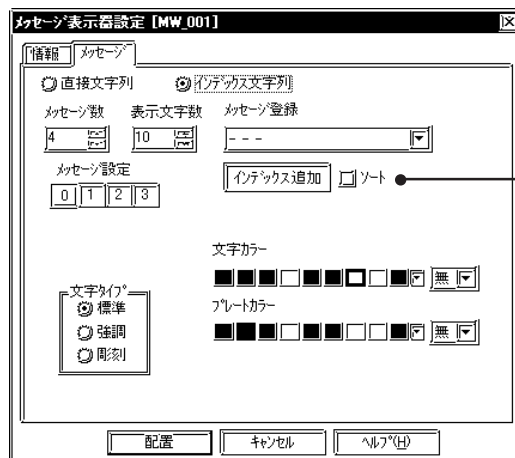 ﾒｯｾｰｼﾞ表示器設定 [MW_001]
情報 ﾒｯｾｰｼﾞ
直接文字列 ｲﾝﾃﾞｯｸｽ文字列
ﾒｯｾｰｼﾞ数 表示文字数 ﾒｯｾｰｼﾞ登録
4 10 - - -
ﾒｯｾｰｼﾞ設定 ｲﾝﾃﾞｯｸｽ追加 ｿｰﾄ
0 1 2 3
文字ｶﾗｰ
無
文字ﾀｲﾌﾟ ﾌﾟﾚｰﾄｶﾗｰ
標準 無
強調
彫刻
配置 ｷｬﾝｾﾙ ﾍﾙﾌﾟ(H)